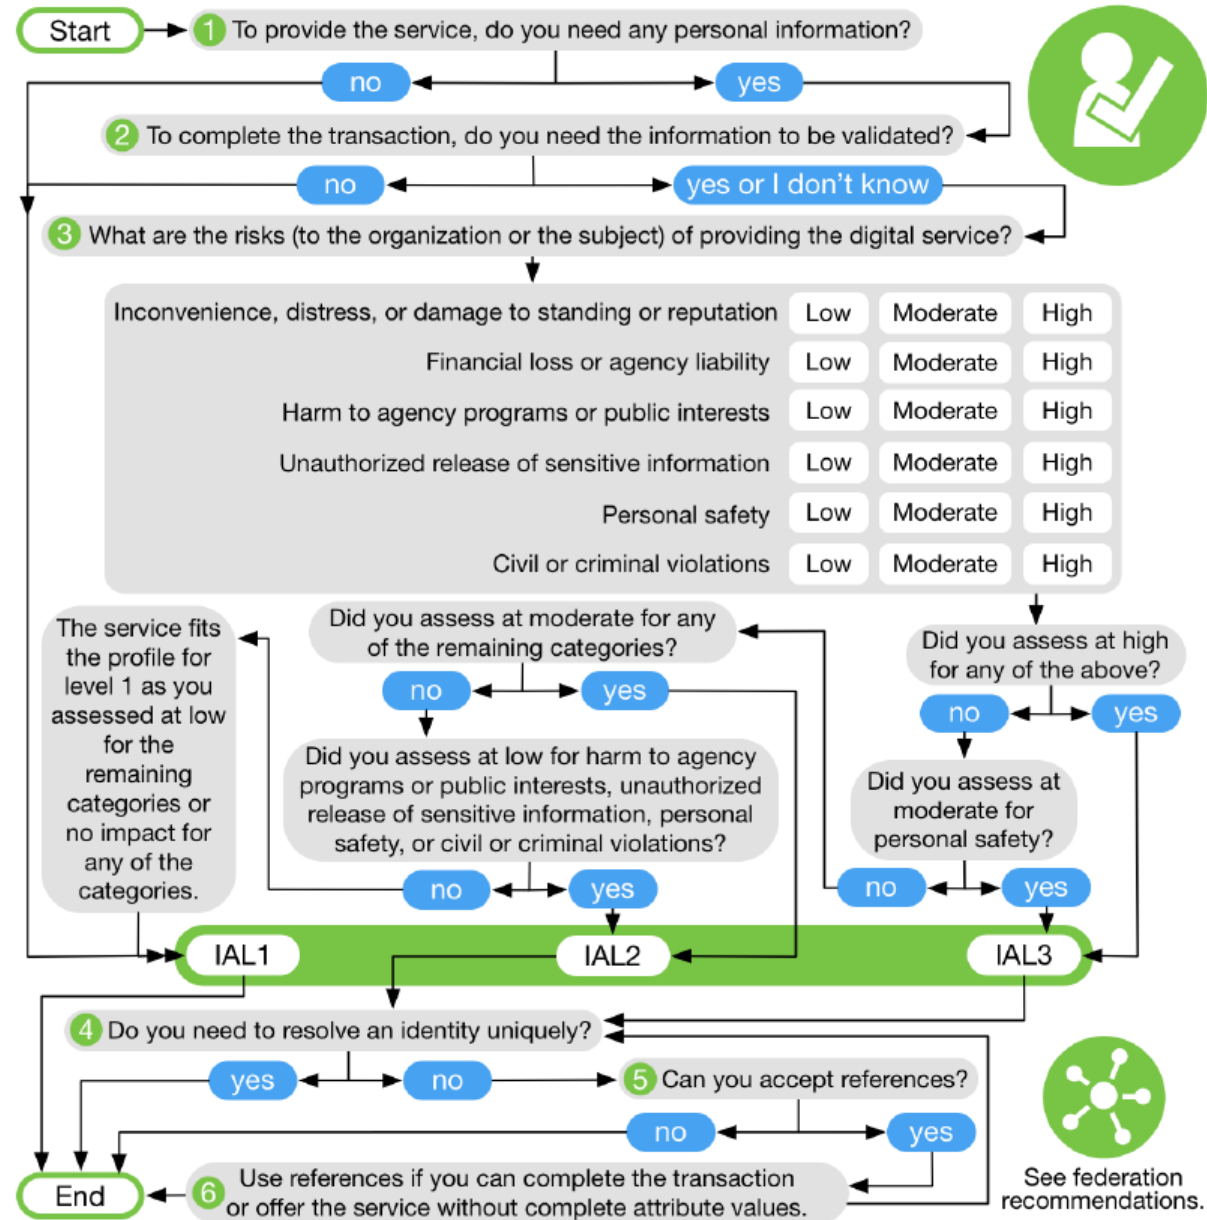 Start
1 To provide the service, do you need any personal information?
no
yes
2 To complete the transaction, do you need the information to be validated?
no
yes or I don't know
3 What are the risks (to the organization or the subject) of providing the digital service?
Inconvenience, distress, or damage to standing or reputation Low Moderate High
Financial loss or agency liability Low Moderate High
Harm to agency programs or public interests Low Moderate High
Unauthorized release of sensitive information Low Moderate High
Personal safety Low Moderate High
Civil or criminal violations Low Moderate High
Did you assess at high
for any of the above?
no
yes
Did you assess at
moderate for
personal safety?
no
yes
Did you assess at moderate for any
of the remaining categories?
no
yes
Did you assess at low for harm to agency
programs or public interests, unauthorized
release of sensitive information, personal
safety, or civil or criminal violations?
no
yes
The service fits
the profile for
level 1 as you
assessed at low
for the
remaining
categories or
no impact for
any of the
categories.
IAL1
IAL2
IAL3
4 Do you need to resolve an identity uniquely?
yes
no
5 Can you accept references?
no
yes
6 Use references if you can complete the transaction
or offer the service without complete attribute values.
End
See federation
recommendations.